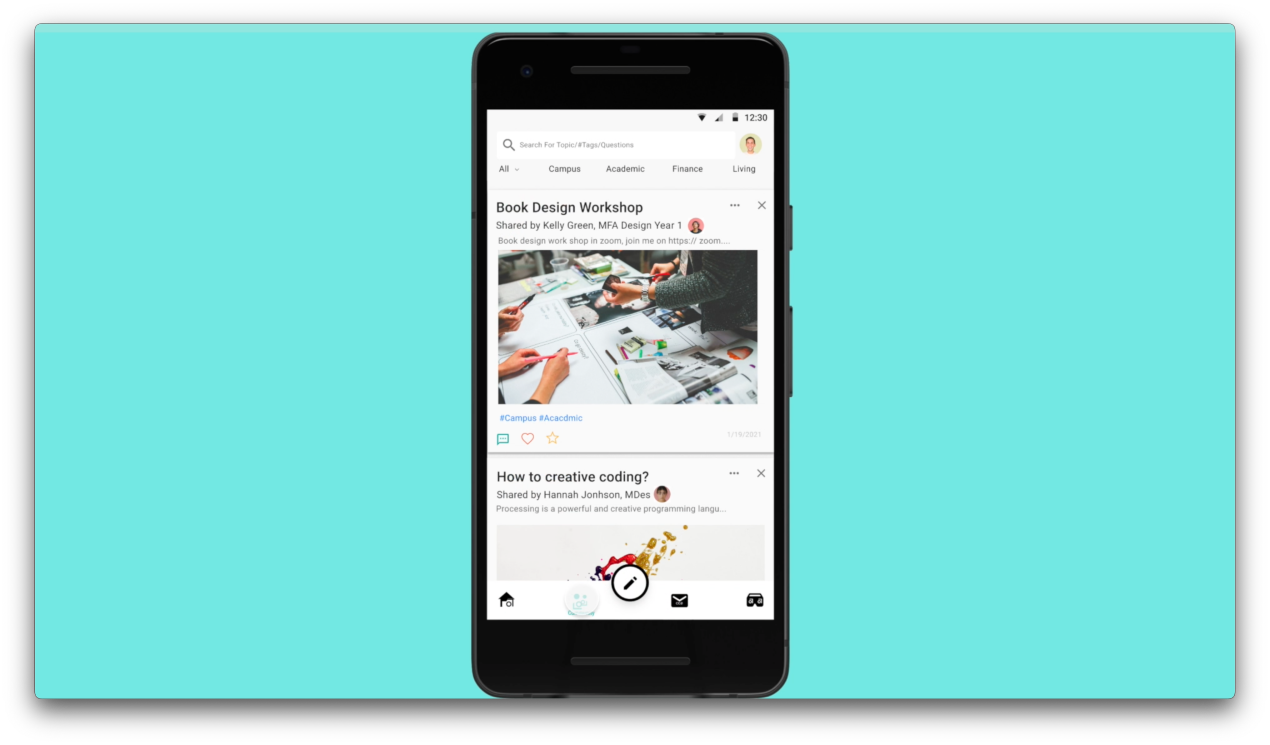 12:30
Search For Topic/#Tags/Questions
All Campus Academic Finance Living
Book Design Workshop
Shared by Kelly Green, MFA Design Year 1
Book design work shop in zoom, join me on https:// zoom....
#Campus #Acacdmic
1/19/2021
How to creative coding?
Shared by Hannah Jonhson, MDes
Processing is a powerful and creative programming langu...